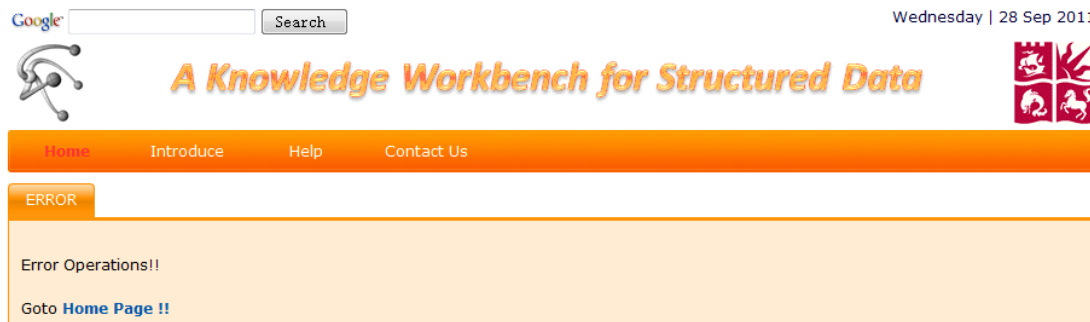 Google Search Wednesday | 28 Sep 2011
A Knowledge Workbench for Structured Data
Home Introduce Help Contact Us
ERROR
Error Operations!!
Goto Home Page !!